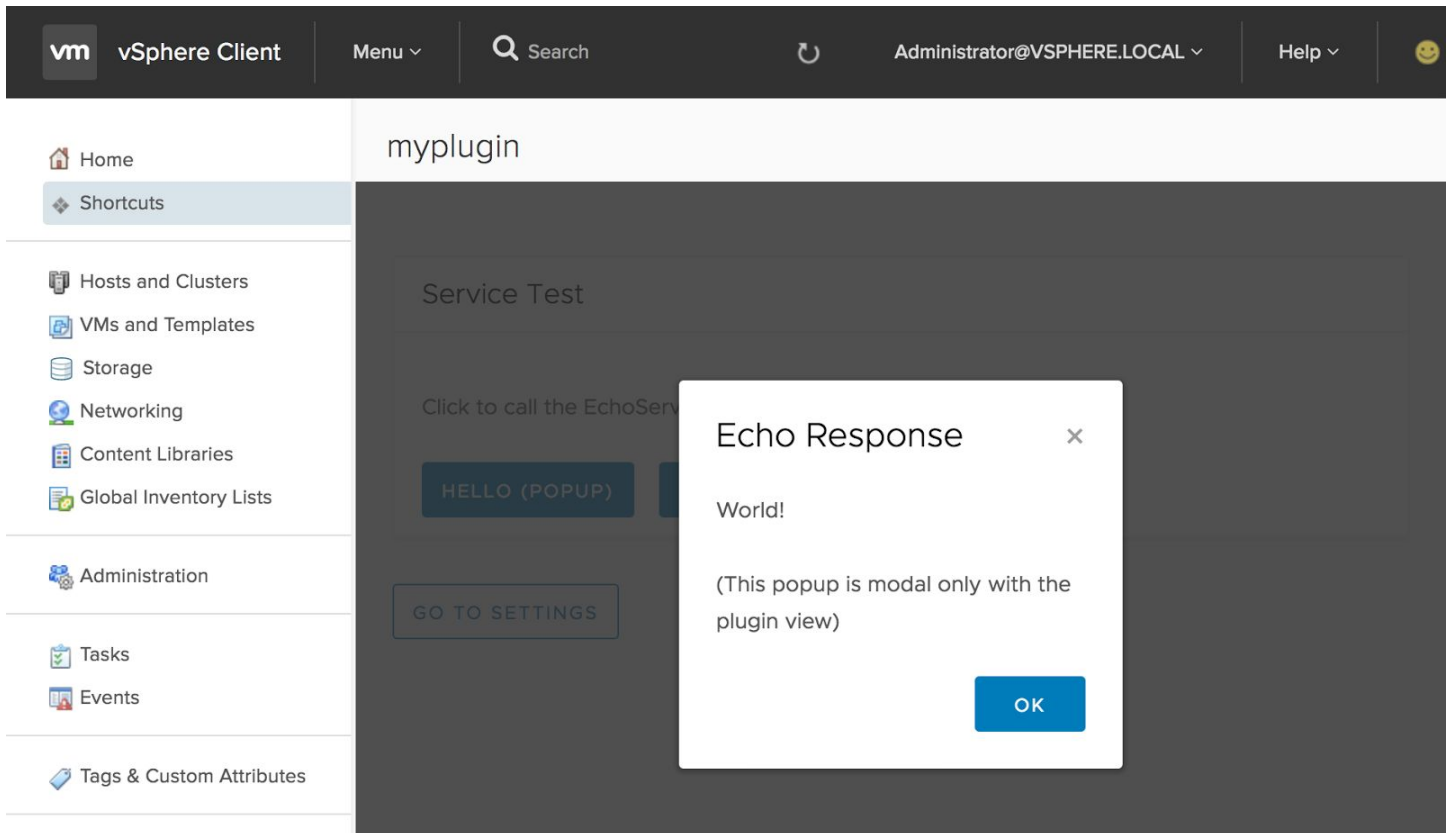 vm vSphere Client Menu Search Administrator@VSPHERE.LOCAL Help
Home
Shortcuts
Hosts and Clusters
VMs and Templates
Storage
Networking
Content Libraries
Global Inventory Lists
Administration
Tasks
Events
Tags & Custom Attributes
myplugin
Service Test
Click to call the EchoServ
HELLO (POPUP)
GO TO SETTINGS
Echo Response ×
World!
(This popup is modal only with the
plugin view)
OK